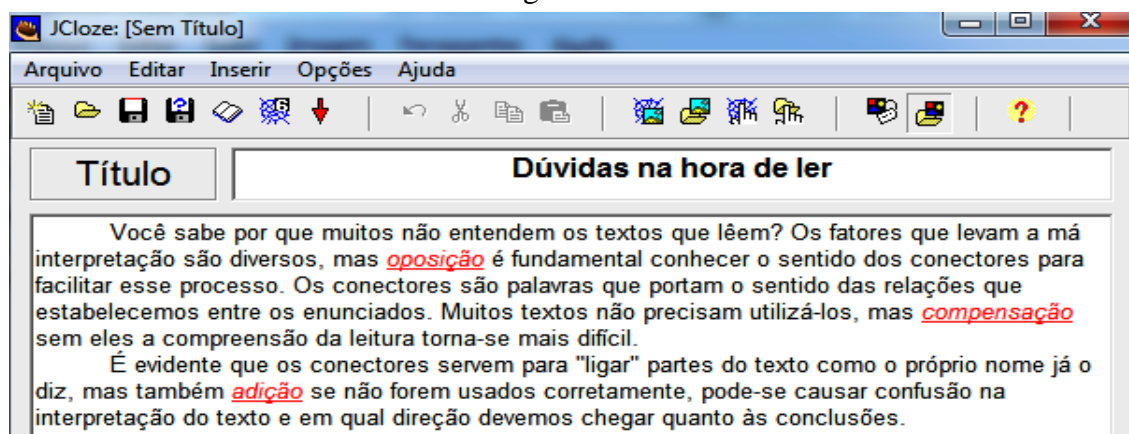 JCloze: [Sem Título]
Arquivo Editar Inserir Opções Ajuda
Título
Dúvidas na hora de ler
Você sabe por que muitos não entendem os textos que lêem? Os fatores que levam a má
interpretação são diversos, mas oposição é fundamental conhecer o sentido dos conectores para
facilitar esse processo. Os conectores são palavras que portam o sentido das relações que
estabelecemos entre os enunciados. Muitos textos não precisam utilizá-los, mas compensação
sem eles a compreensão da leitura torna-se mais difícil.
É evidente que os conectores servem para "ligar" partes do texto como o próprio nome já o
diz, mas também adição se não forem usados corretamente, pode-se causar confusão na
interpretação do texto e em qual direção devemos chegar quanto às conclusões.